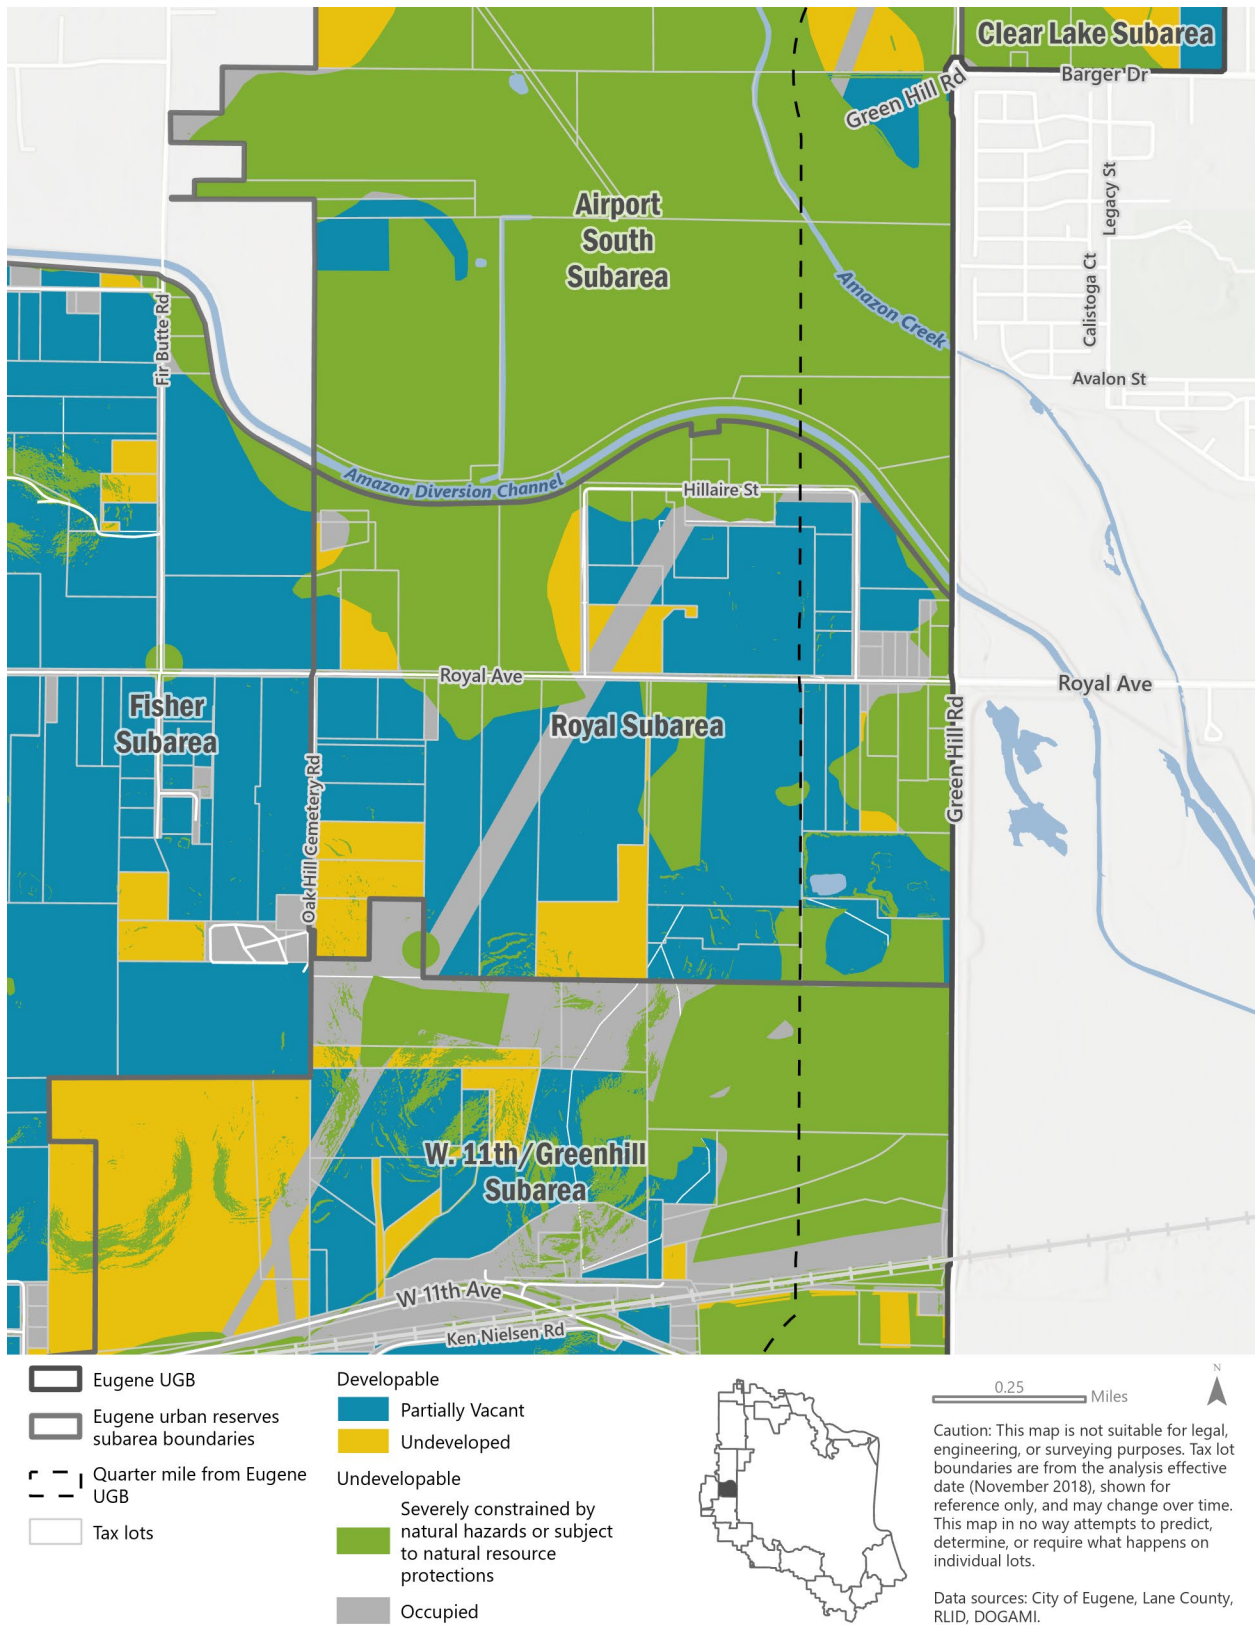 Clear Lake Subarea
Barger Dr
Green Hill Rd
Legacy St
Airport
South
Subarea
Amazon Creek
Calistoga Ct
Fir Butte Rd
Avalon St
Amazon Diversion Channel
Hillaire St
Royal Ave
Royal Ave
Fisher
Subarea
Royal Subarea
Green Hill Rd
Oak Hill Cemetery Rd
W. 11th/Greenhill
Subarea
W 11th Ave
Ken Nielsen Rd
Eugene UGB
Eugene urban reserves
subarea boundaries
Quarter mile from Eugene
UGB
Tax lots
Developable
Partially Vacant
Undeveloped
Undevelopable
Severely constrained by
natural hazards or subject
to natural resource
protections
Occupied
0.25
Miles
N
Caution: This map is not suitable for legal,
engineering, or surveying purposes. Tax lot
boundaries are from the analysis effective
date (November 2018), shown for
reference only, and may change over time.
This map in no way attempts to predict,
determine, or require what happens on
individual lots.
Data sources: City of Eugene, Lane County,
RLID, DOGAMI.